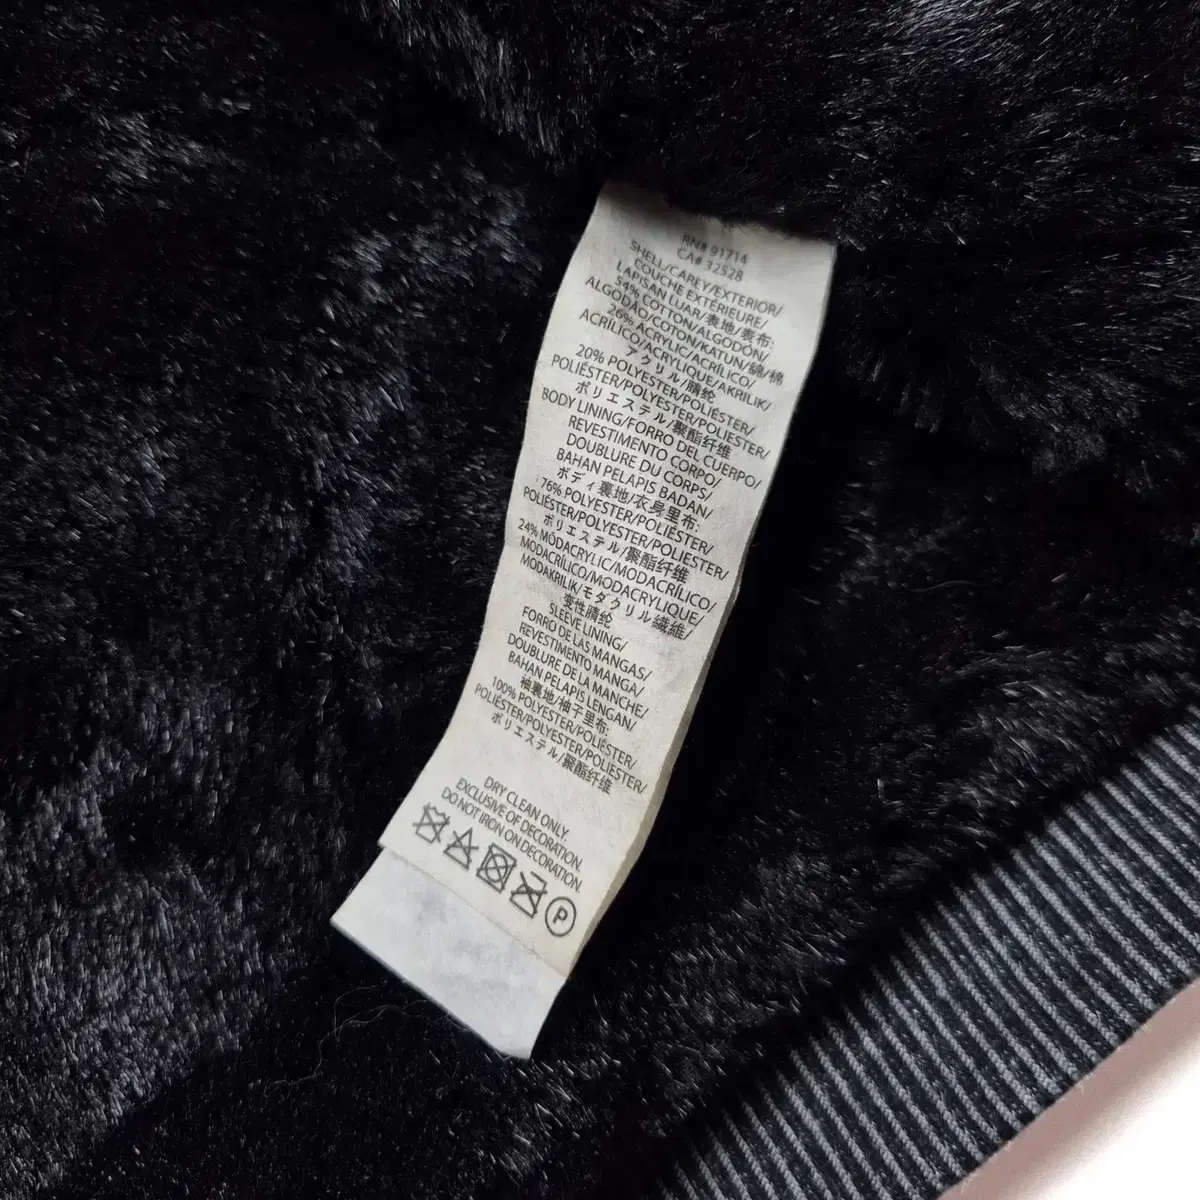 RN# 91714
CA# 32528
SHELL/CAREY/EXTERIOR/
COUCHE EXTÉRIEURE/
LAPISAN LUAR/表地/表布:
54% COTTON/ALGODÓN/
ALGODÃO/COTON/KATUN/綿/棉
26% ACRYLIC/ACRÍLICO/
ACRÍLICO/ACRYLIQUE/AKRILIK/
アクリル/腈纶
20% POLYESTER/POLIÉSTER/
POLIÉSTER/POLYESTER/POLIESTER/
ポリエステル/聚酯纤维
BODY LINING/FORRO DEL CUERPO/
REVESTIMENTO CORPO/
DOUBLURE DU CORPS/
BAHAN PELAPIS BADAN/
ボディ裏地/衣身里布:
76% POLYESTER/POLIÉSTER/
POLIÉSTER/POLYESTER/POLIESTER/
ポリエステル/聚酯纤维
24% MODACRYLIC/MODACRÍLICO/
MODACRÍLICO/MODACRYLIQUE/
MODAKRILIK/モダクリル繊維/
变性腈纶
SLEEVE LINING/
FORRO DE LAS MANGAS/
REVESTIMENTO MANGA/
DOUBLURE DE LA MANCHE/
BAHAN PELAPIS LENGAN/
袖裏地/袖子里布:
100% POLYESTER/POLIÉSTER/
POLIÉSTER/POLYESTER/POLIESTER/
ポリエステル/聚酯纤维
DRY CLEAN ONLY.
EXCLUSIVE OF DECORATION.
DO NOT IRON ON DECORATION.
P